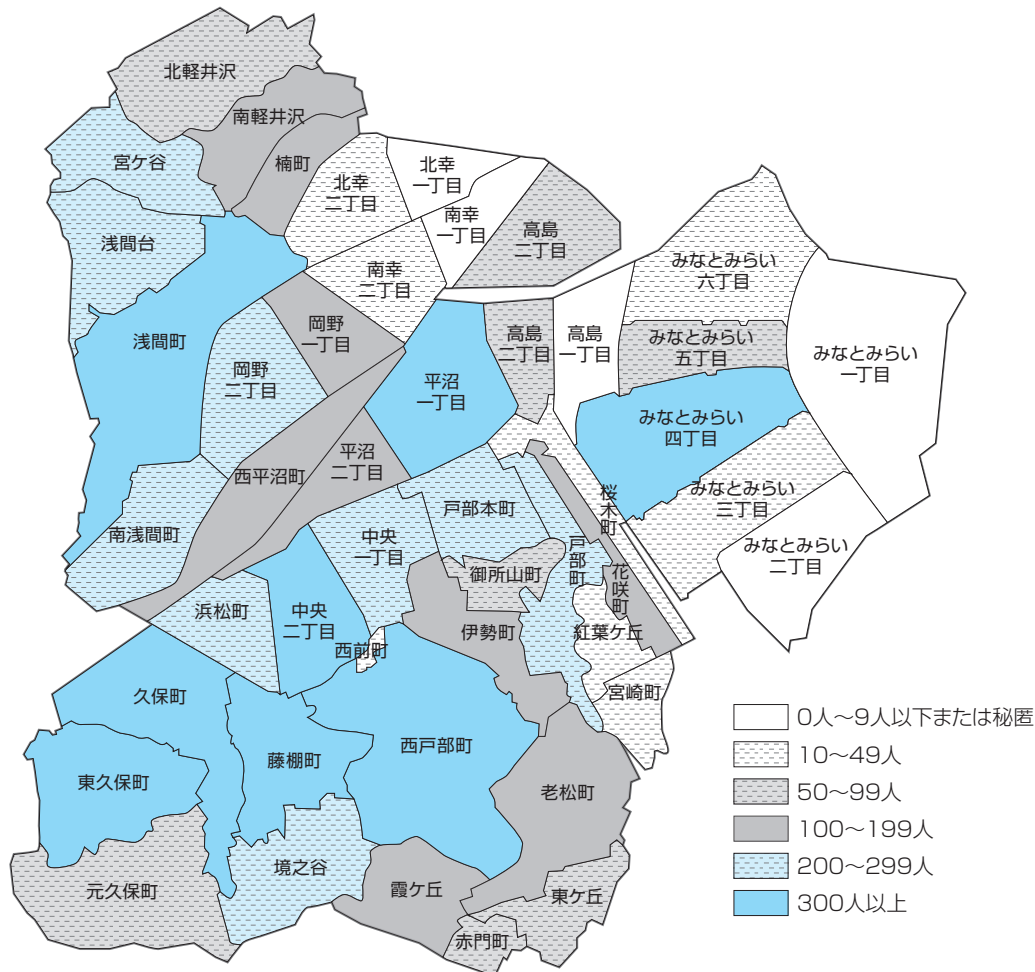 北軽井沢
南軽井沢
楠町
宮ケ谷
北幸
二丁目
北幸
一丁目
南幸
一丁目
高島
二丁目
浅間台
南幸
二丁目
みなとみらい
六丁目
浅間町
岡野
一丁目
岡野
二丁目
平沼
一丁目
高島
二丁目
高島
一丁目
みなとみらい
五丁目
みなとみらい
一丁目
みなとみらい
四丁目
西平沼町
平沼
二丁目
みなとみらい
三丁目
桜木町
南浅間町
中央
一丁目
戸部本町
戸部町
花咲町
みなとみらい
二丁目
御所山町
浜松町
中央
二丁目
伊勢町
紅葉ケ丘
西前町
宮崎町
久保町
藤棚町
西戸部町
東久保町
老松町
元久保町
境之谷
霞ケ丘
東ケ丘
赤門町
0人～9人以下または秘匿
10～49人
50～99人
100～199人
200～299人
300人以上